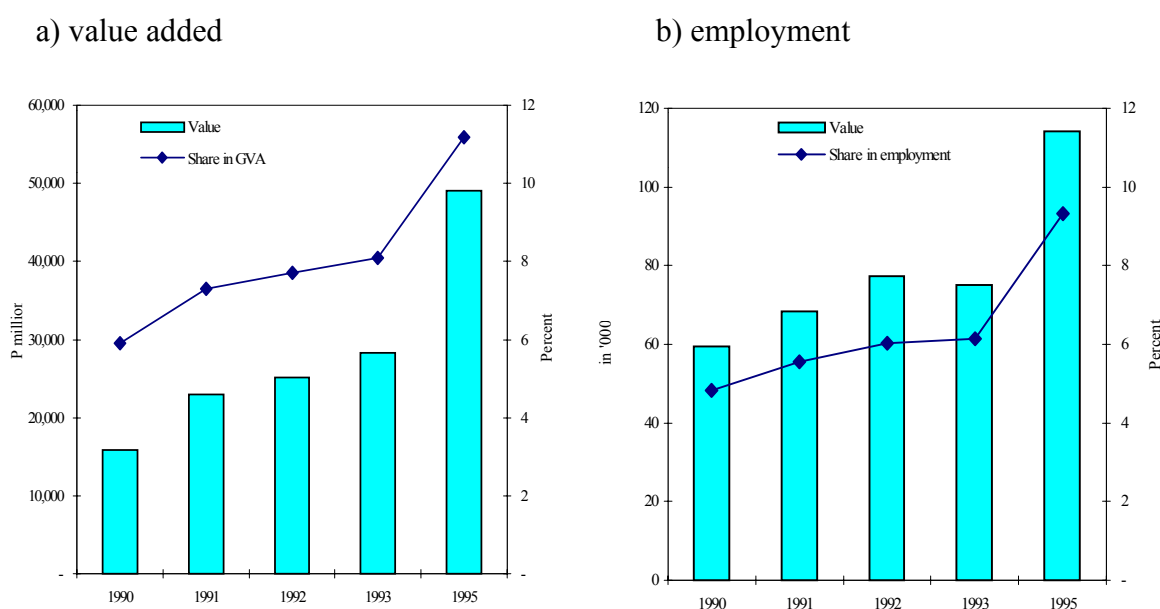 a) value added
b) employment
60,000
50,000
40,000
30,000
20,000
10,000
-
P millior
Value
Share in GVA
12
10
8
6
4
2
-
Percent
1990 1991 1992 1993 1995
120
100
80
60
40
20
0
in '000
Value
Share in employment
12
10
8
6
4
2
-
Percent
1990 1991 1992 1993 1995